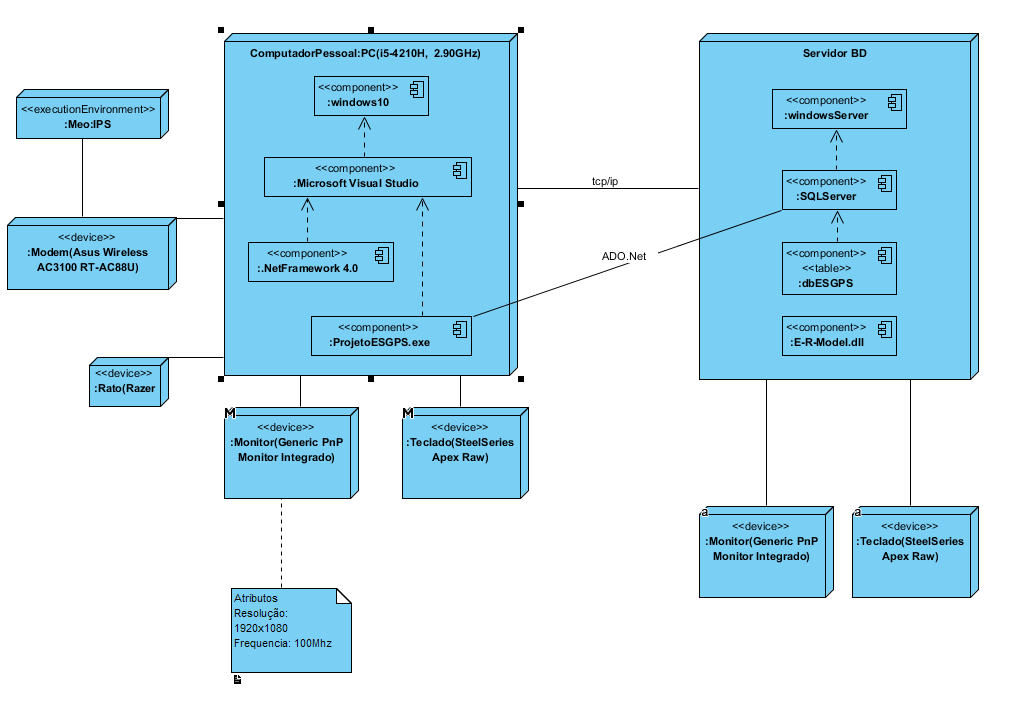 ComputadorPessoal:PC(i5-4210H, 2.90GHz)
<<component>>
:windows10
<<component>>
:Microsoft Visual Studio
<<component>>
:.NetFramework 4.0
<<component>>
:ProjetoESGPS.exe
Servidor BD
<<component>>
:windowsServer
<<component>>
:SQLServer
<<component>>
<<table>>
:dbESGPS
<<component>>
:E-R-Model.dll
tcp/ip
ADO.Net
<<executionEnvironment>>
:Meo:IPS
<<device>>
:Modem(Asus Wireless
AC3100 RT-AC88U)
<<device>>
:Rato(Razer
M
<<device>>
:Monitor(Generic PnP
Monitor Integrado)
M
<<device>>
:Teclado(SteelSeries
Apex Raw)
a
<<device>>
:Monitor(Generic PnP
Monitor Integrado)
a
<<device>>
:Teclado(SteelSeries
Apex Raw)
Atributos
Resolução:
1920x1080
Frequencia: 100Mhz